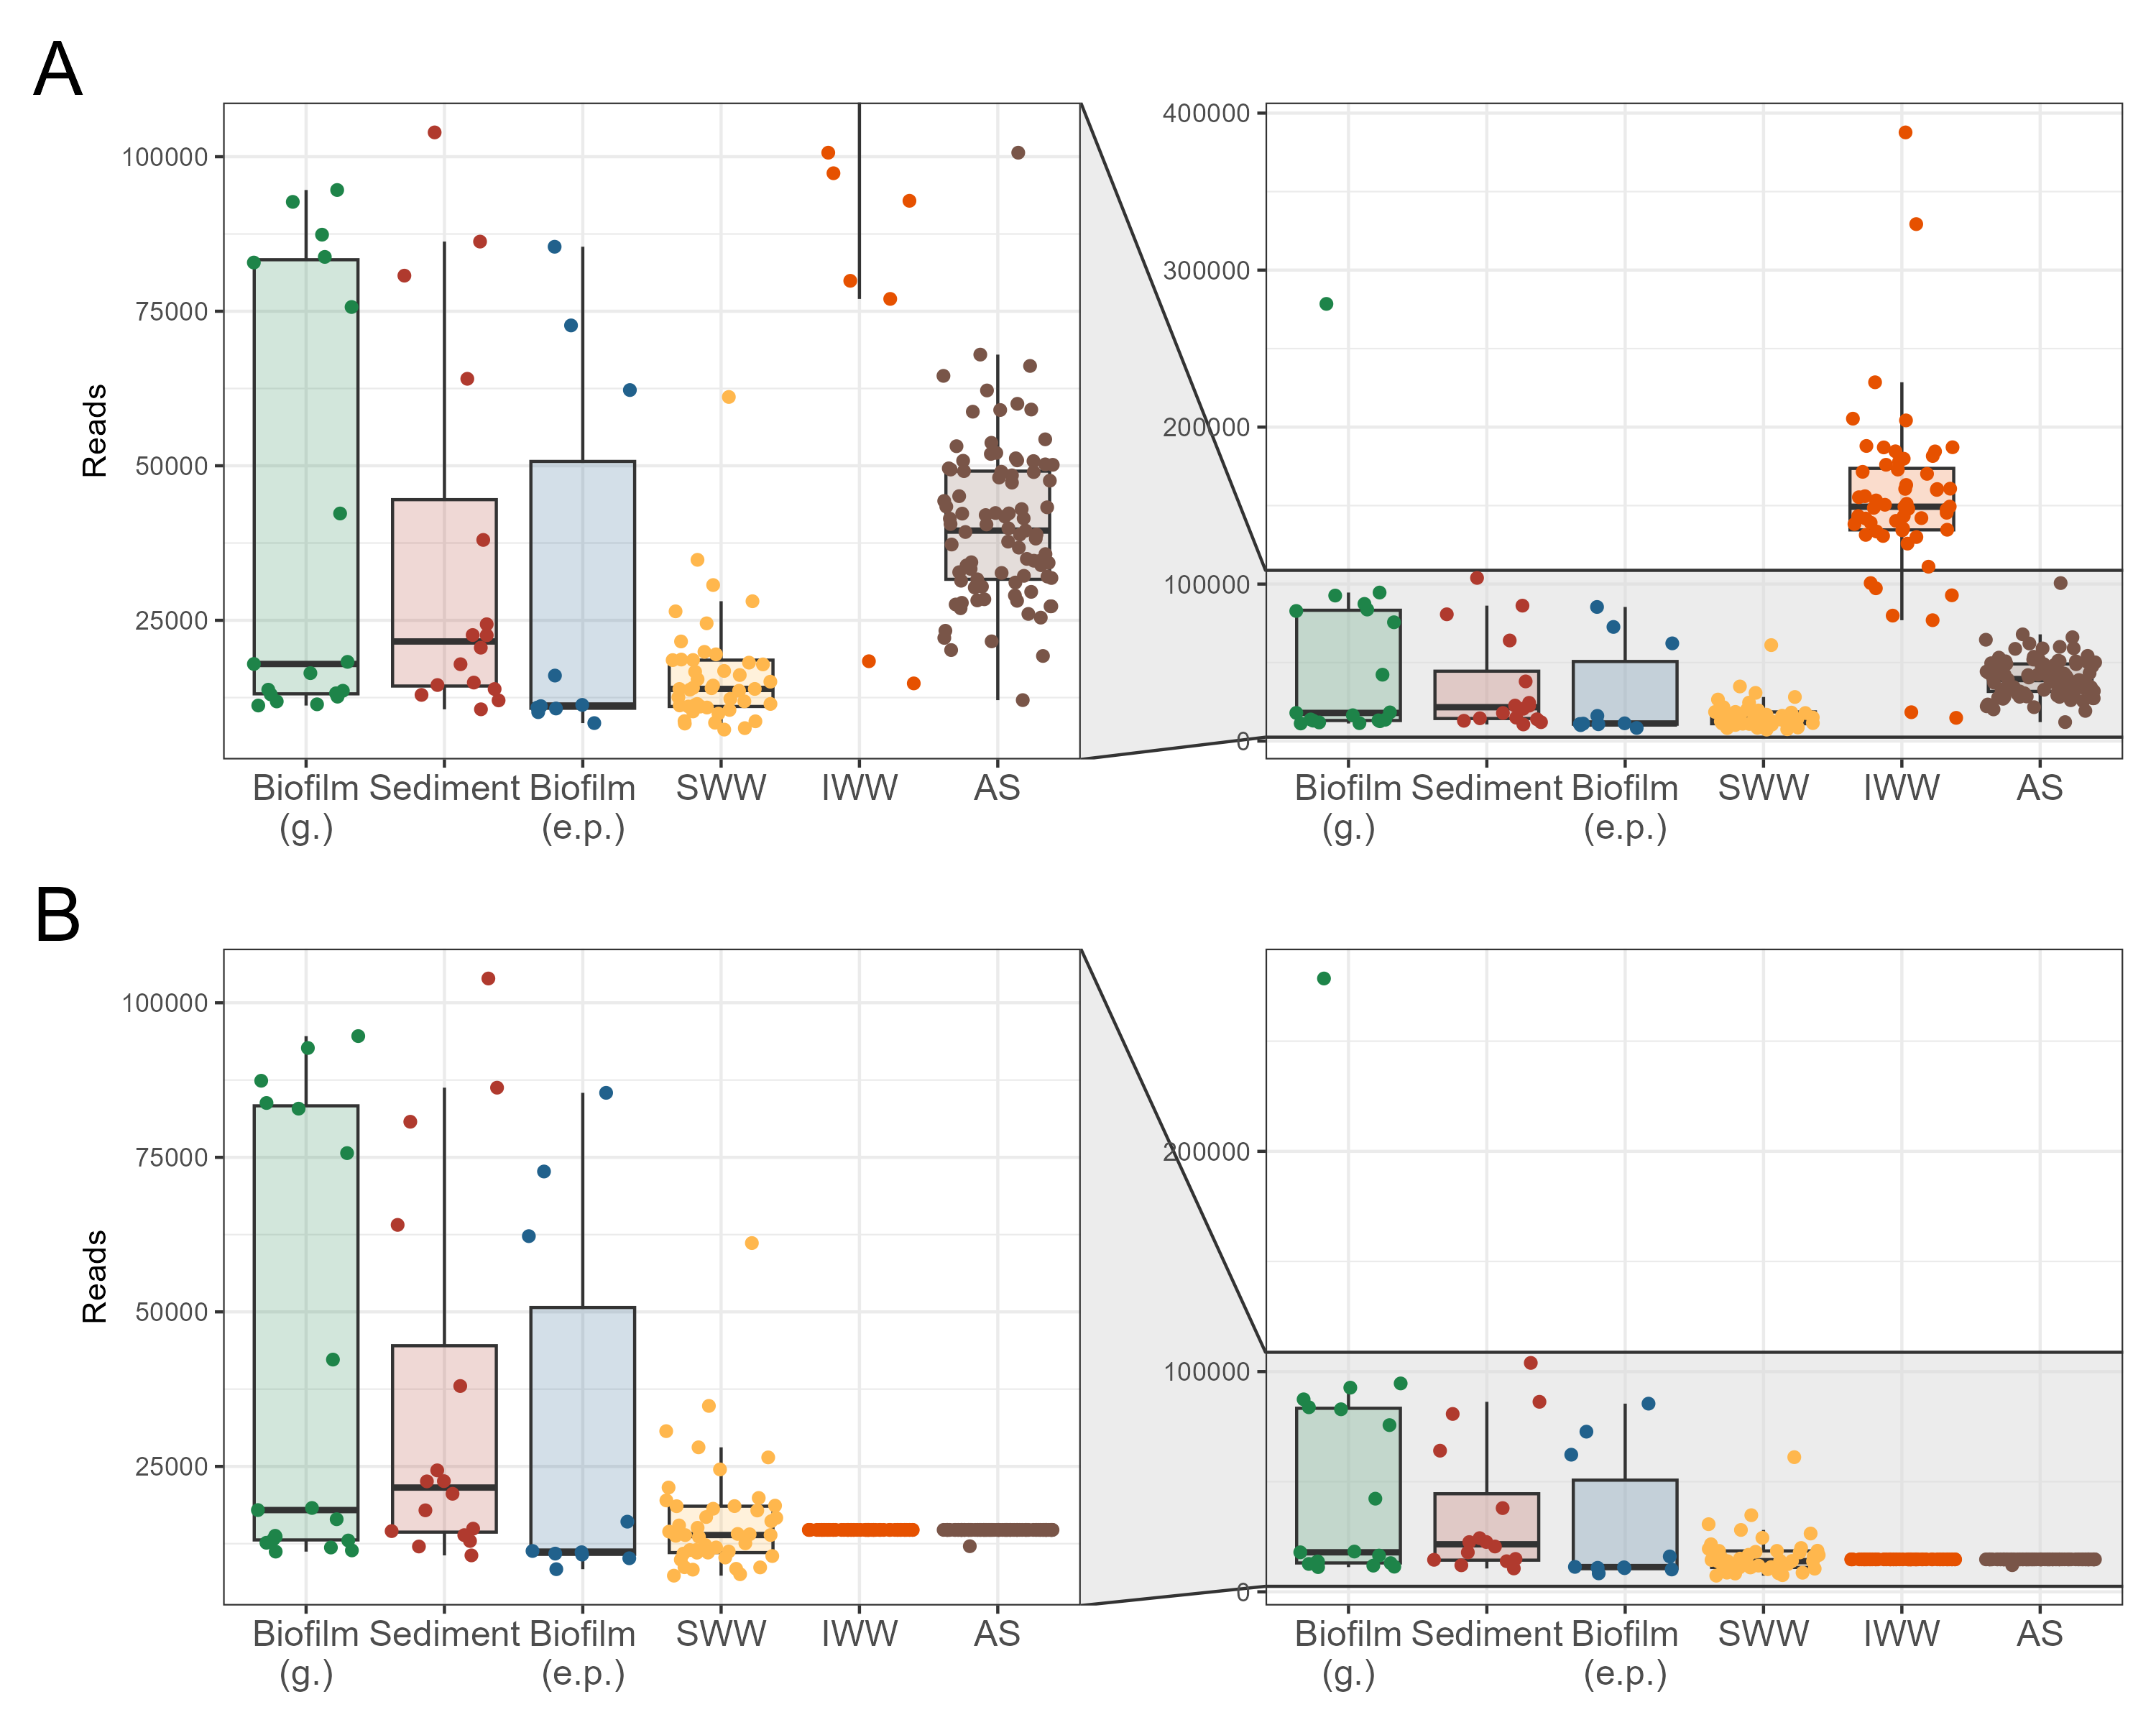 A
Reads
100000
75000
50000
25000
Biofilm Sediment Biofilm SWW IWW AS
(g.) (e.p.)
400000
300000
200000
100000
0
Biofilm Sediment Biofilm SWW IWW AS
(g.) (e.p.)
B
Reads
100000
75000
50000
25000
Biofilm Sediment Biofilm SWW IWW AS
(g.) (e.p.)
200000
100000
0
Biofilm Sediment Biofilm SWW IWW AS
(g.) (e.p.)